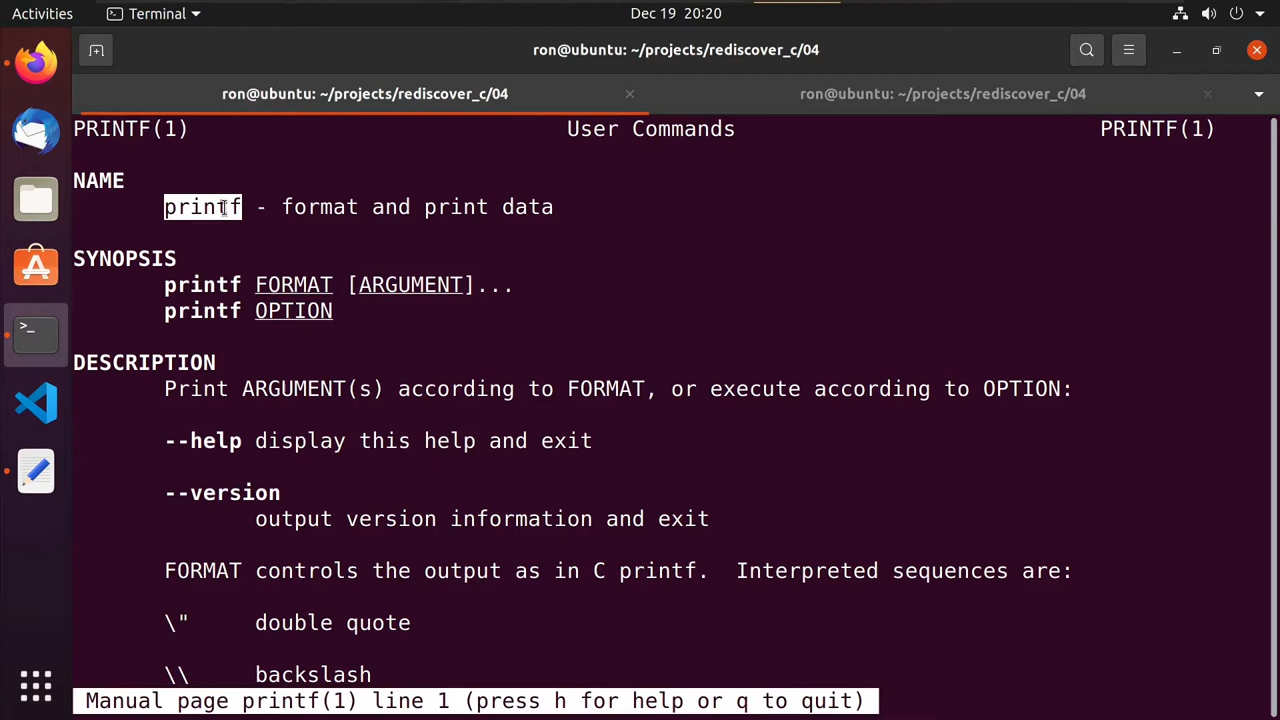 Activities Terminal Dec 19 20:20
ron@ubuntu: ~/projects/rediscover_c/04
ron@ubuntu: ~/projects/rediscover_c/04 ron@ubuntu: ~/projects/rediscover_c/04
PRINTF(1) User Commands PRINTF(1)
NAME
printf - format and print data
SYNOPSIS
printf FORMAT [ARGUMENT]...
printf OPTION
DESCRIPTION
Print ARGUMENT(s) according to FORMAT, or execute according to OPTION:
--help display this help and exit
--version
output version information and exit
FORMAT controls the output as in C printf. Interpreted sequences are:
\" double quote
\\ backslash
Manual page printf(1) line 1 (press h for help or q to quit)